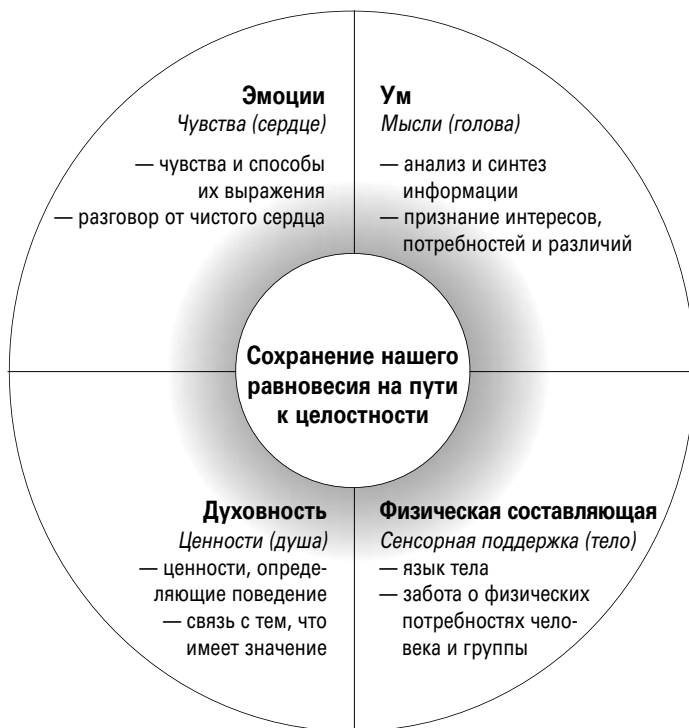 Эмоции
Чувства (сердце)
— чувства и способы
их выражения
— разговор от чистого сердца
Ум
Мысли (голова)
— анализ и синтез
информации
— признание интересов,
потребностей и различий
Сохранение нашего
равновесия на пути
к целостности
Духовность
Ценности (душа)
— ценности, опреде-
ляющие поведение
— связь с тем, что
имеет значение
Физическая составляющая
Сенсорная поддержка (тело)
— язык тела
— забота о физических
потребностях чело-
века и группы